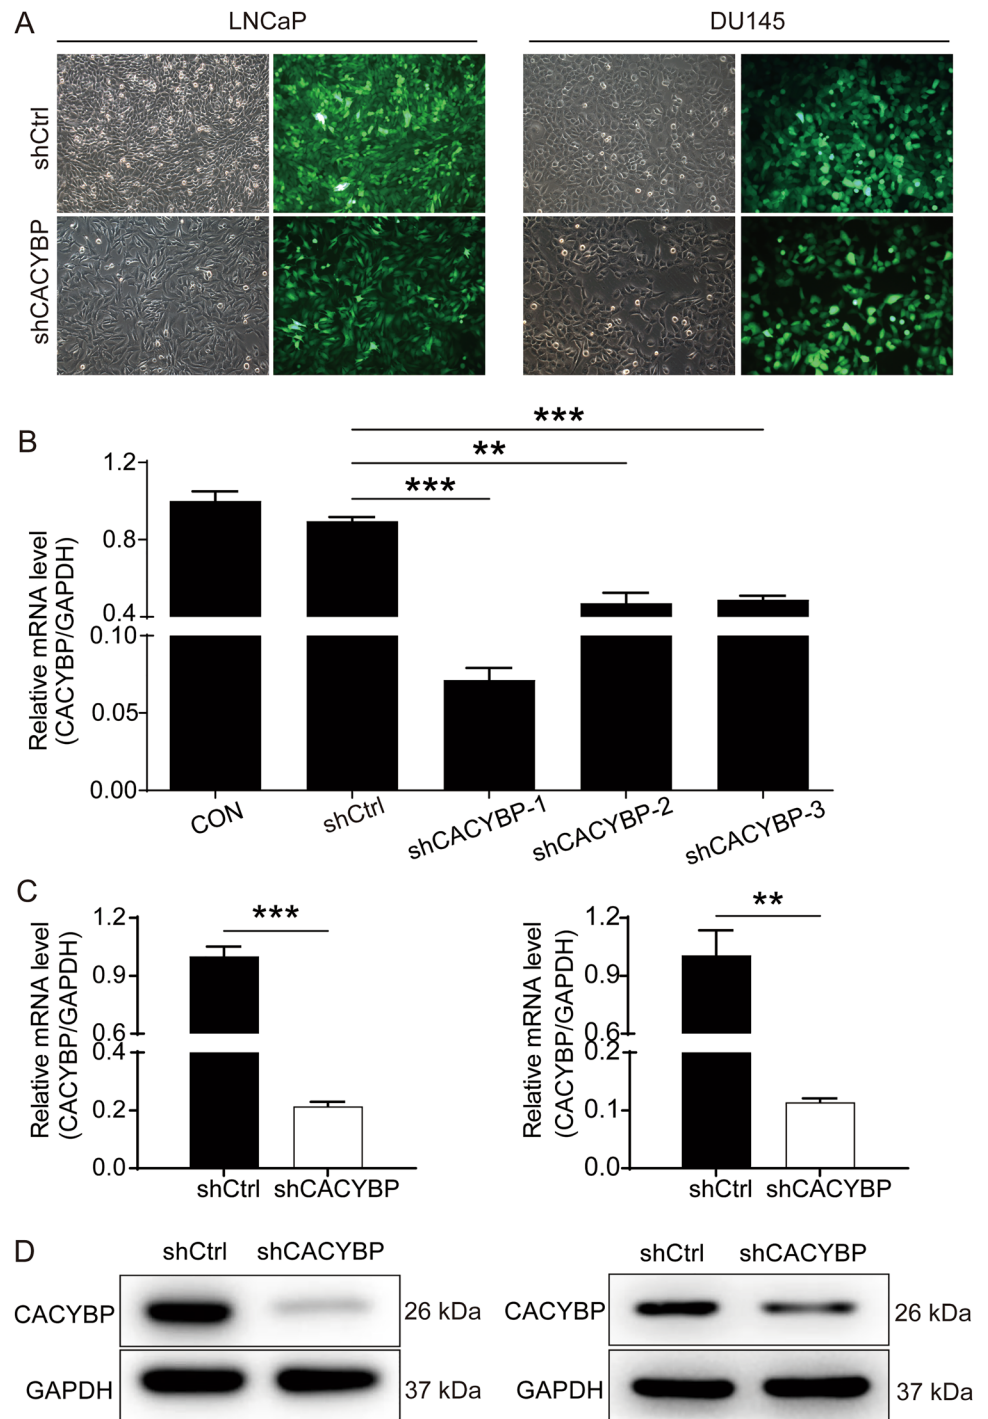 A
LNCaP
DU145
shCtrl
shCACYBP
B
Relative mRNA level
(CACYBP/GAPDH)
1.2
0.8
0.4
0.10
0.05
0.00
***
**
***
CON
shCtrl
shCACYBP-1
shCACYBP-2
shCACYBP-3
C
Relative mRNA level
(CACYBP/GAPDH)
1.2
0.9
0.6
0.4
0.2
0.0
***
shCtrl
shCACYBP
Relative mRNA level
(CACYBP/GAPDH)
1.2
0.9
0.6
0.2
0.1
0.0
**
shCtrl
shCACYBP
D
shCtrl
shCACYBP
CACYBP
26 kDa
GAPDH
37 kDa
shCtrl
shCACYBP
CACYBP
26 kDa
GAPDH
37 kDa